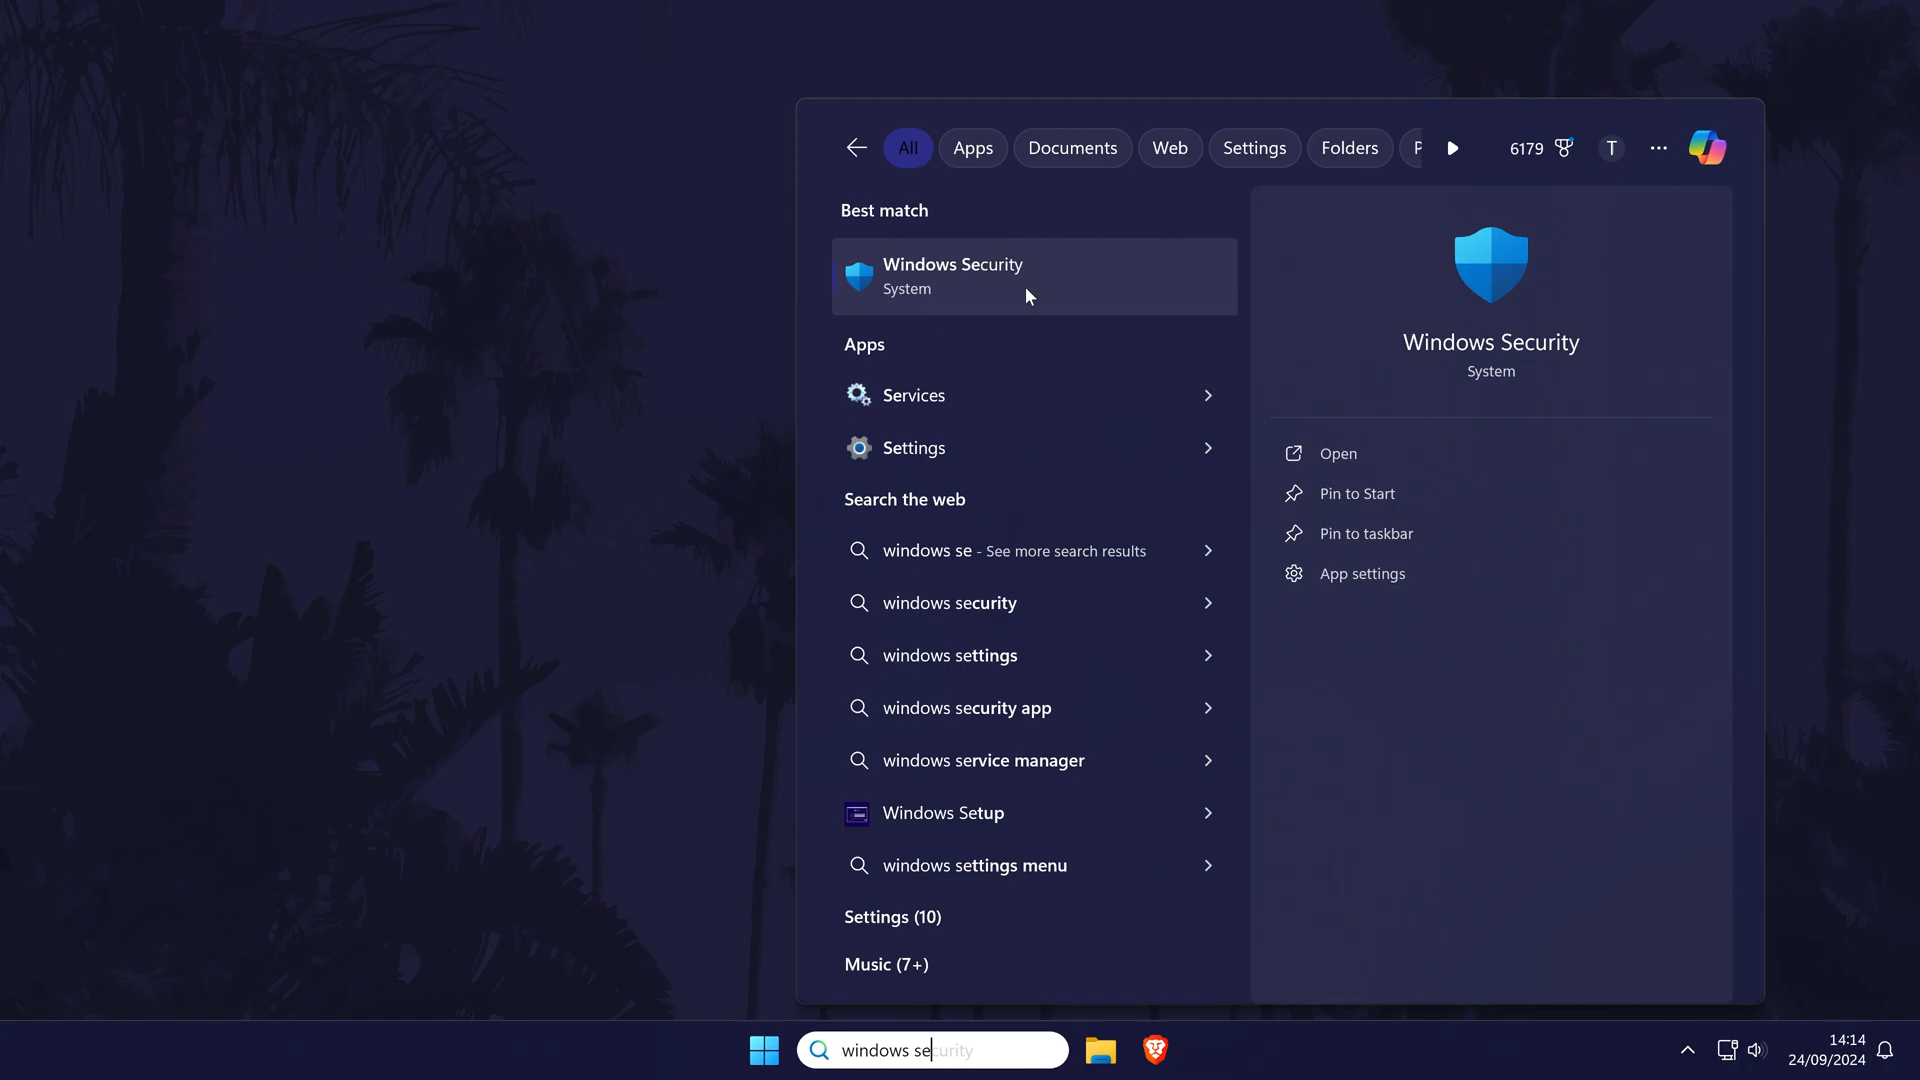 All Apps Documents Web Settings Folders P 6179 T
Best match
Windows Security
System
Apps
Services
Settings
Search the web
windows se - See more search results
windows security
windows settings
windows security app
windows service manager
Windows Setup
windows settings menu
Settings (10)
Music (7+)
Windows Security
System
Open
Pin to Start
Pin to taskbar
App settings
windows security
14:14
24/09/2024